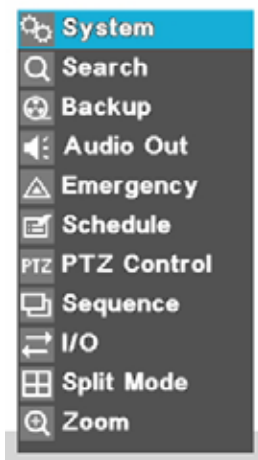 System
Search
Backup
Audio Out
Emergency
Schedule
PTZ PTZ Control
Sequence
I/O
Split Mode
Zoom